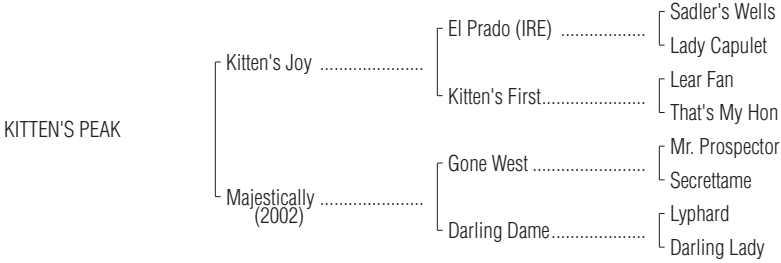 Sadler's Wells
El Prado (IRE) ...................
Lady Capulet
Kitten's Joy .......................
Lear Fan
Kitten's First.......................
That's My Hon
KITTEN'S PEAK
Mr. Prospector
Gone West .........................
Secrettame
Majestically .......................
(2002)
Lyphard
Darling Dame.....................
Darling Lady